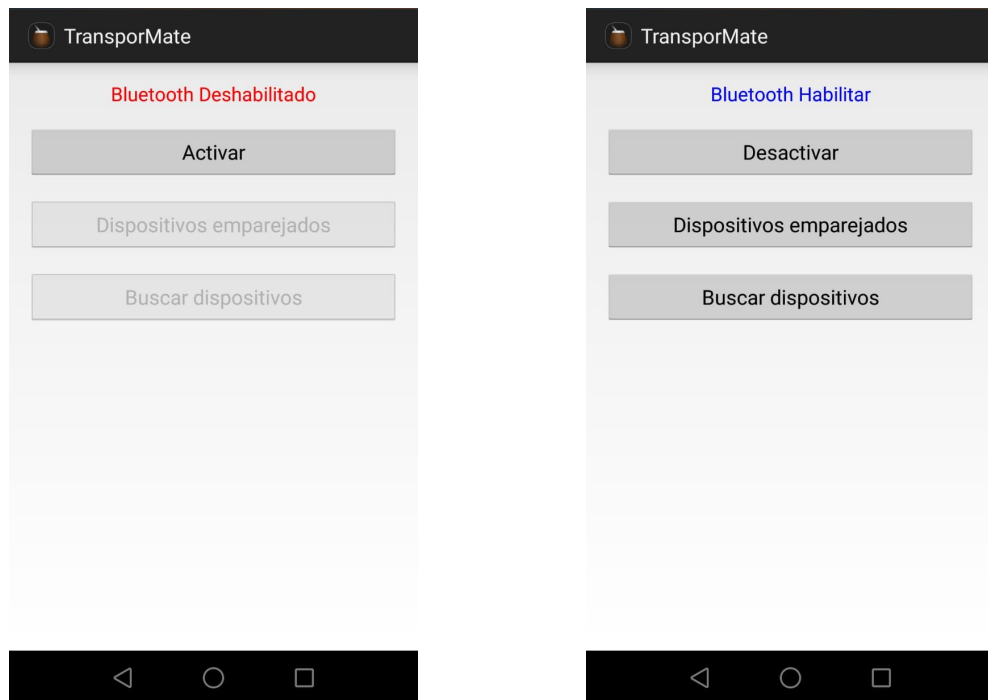 TransporMate
Bluetooth Deshabilitado
Activar
Dispositivos emparejados
Buscar dispositivos
TransporMate
Bluetooth Habilitar
Desactivar
Dispositivos emparejados
Buscar dispositivos